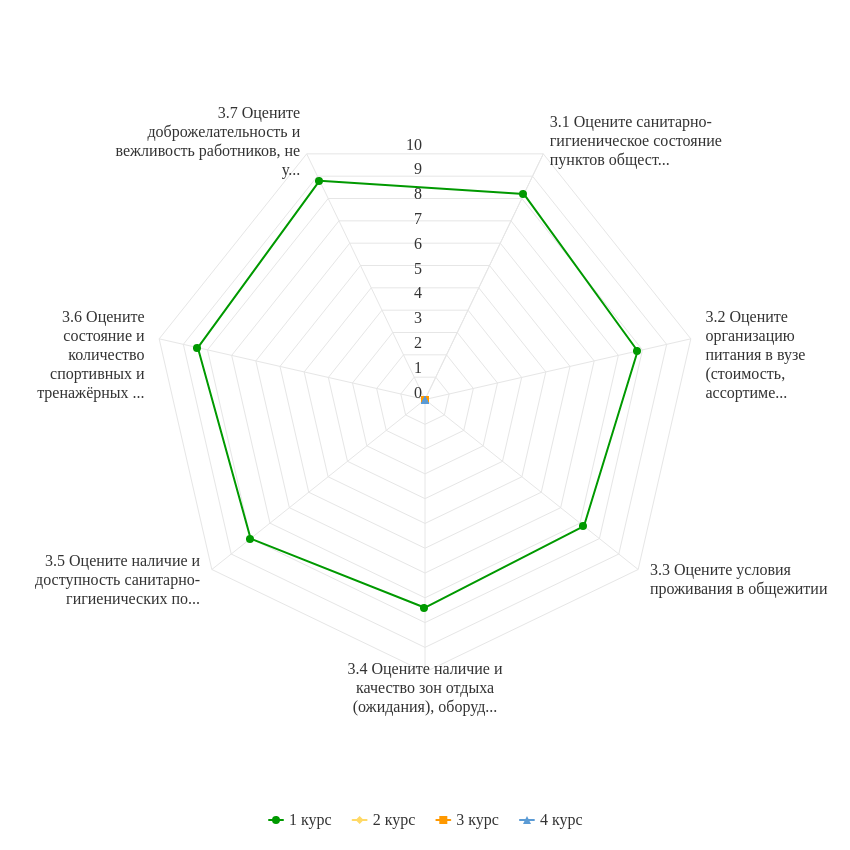 3.7 Оцените
доброжелательность и
вежливость работников, не
у...
3.1 Оцените санитарно-
гигиеническое состояние
пунктов общест...
10
9
8
7
6
5
4
3
2
1
0
3.6 Оцените
состояние и
количество
спортивных и
тренажёрных ...
3.2 Оцените
организацию
питания в вузе
(стоимость,
ассортиме...
3.5 Оцените наличие и
доступность санитарно-
гигиенических по...
3.3 Оцените условия
проживания в общежитии
3.4 Оцените наличие и
качество зон отдыха
(ожидания), оборуд...
1 курс 2 курс 3 курс 4 курс